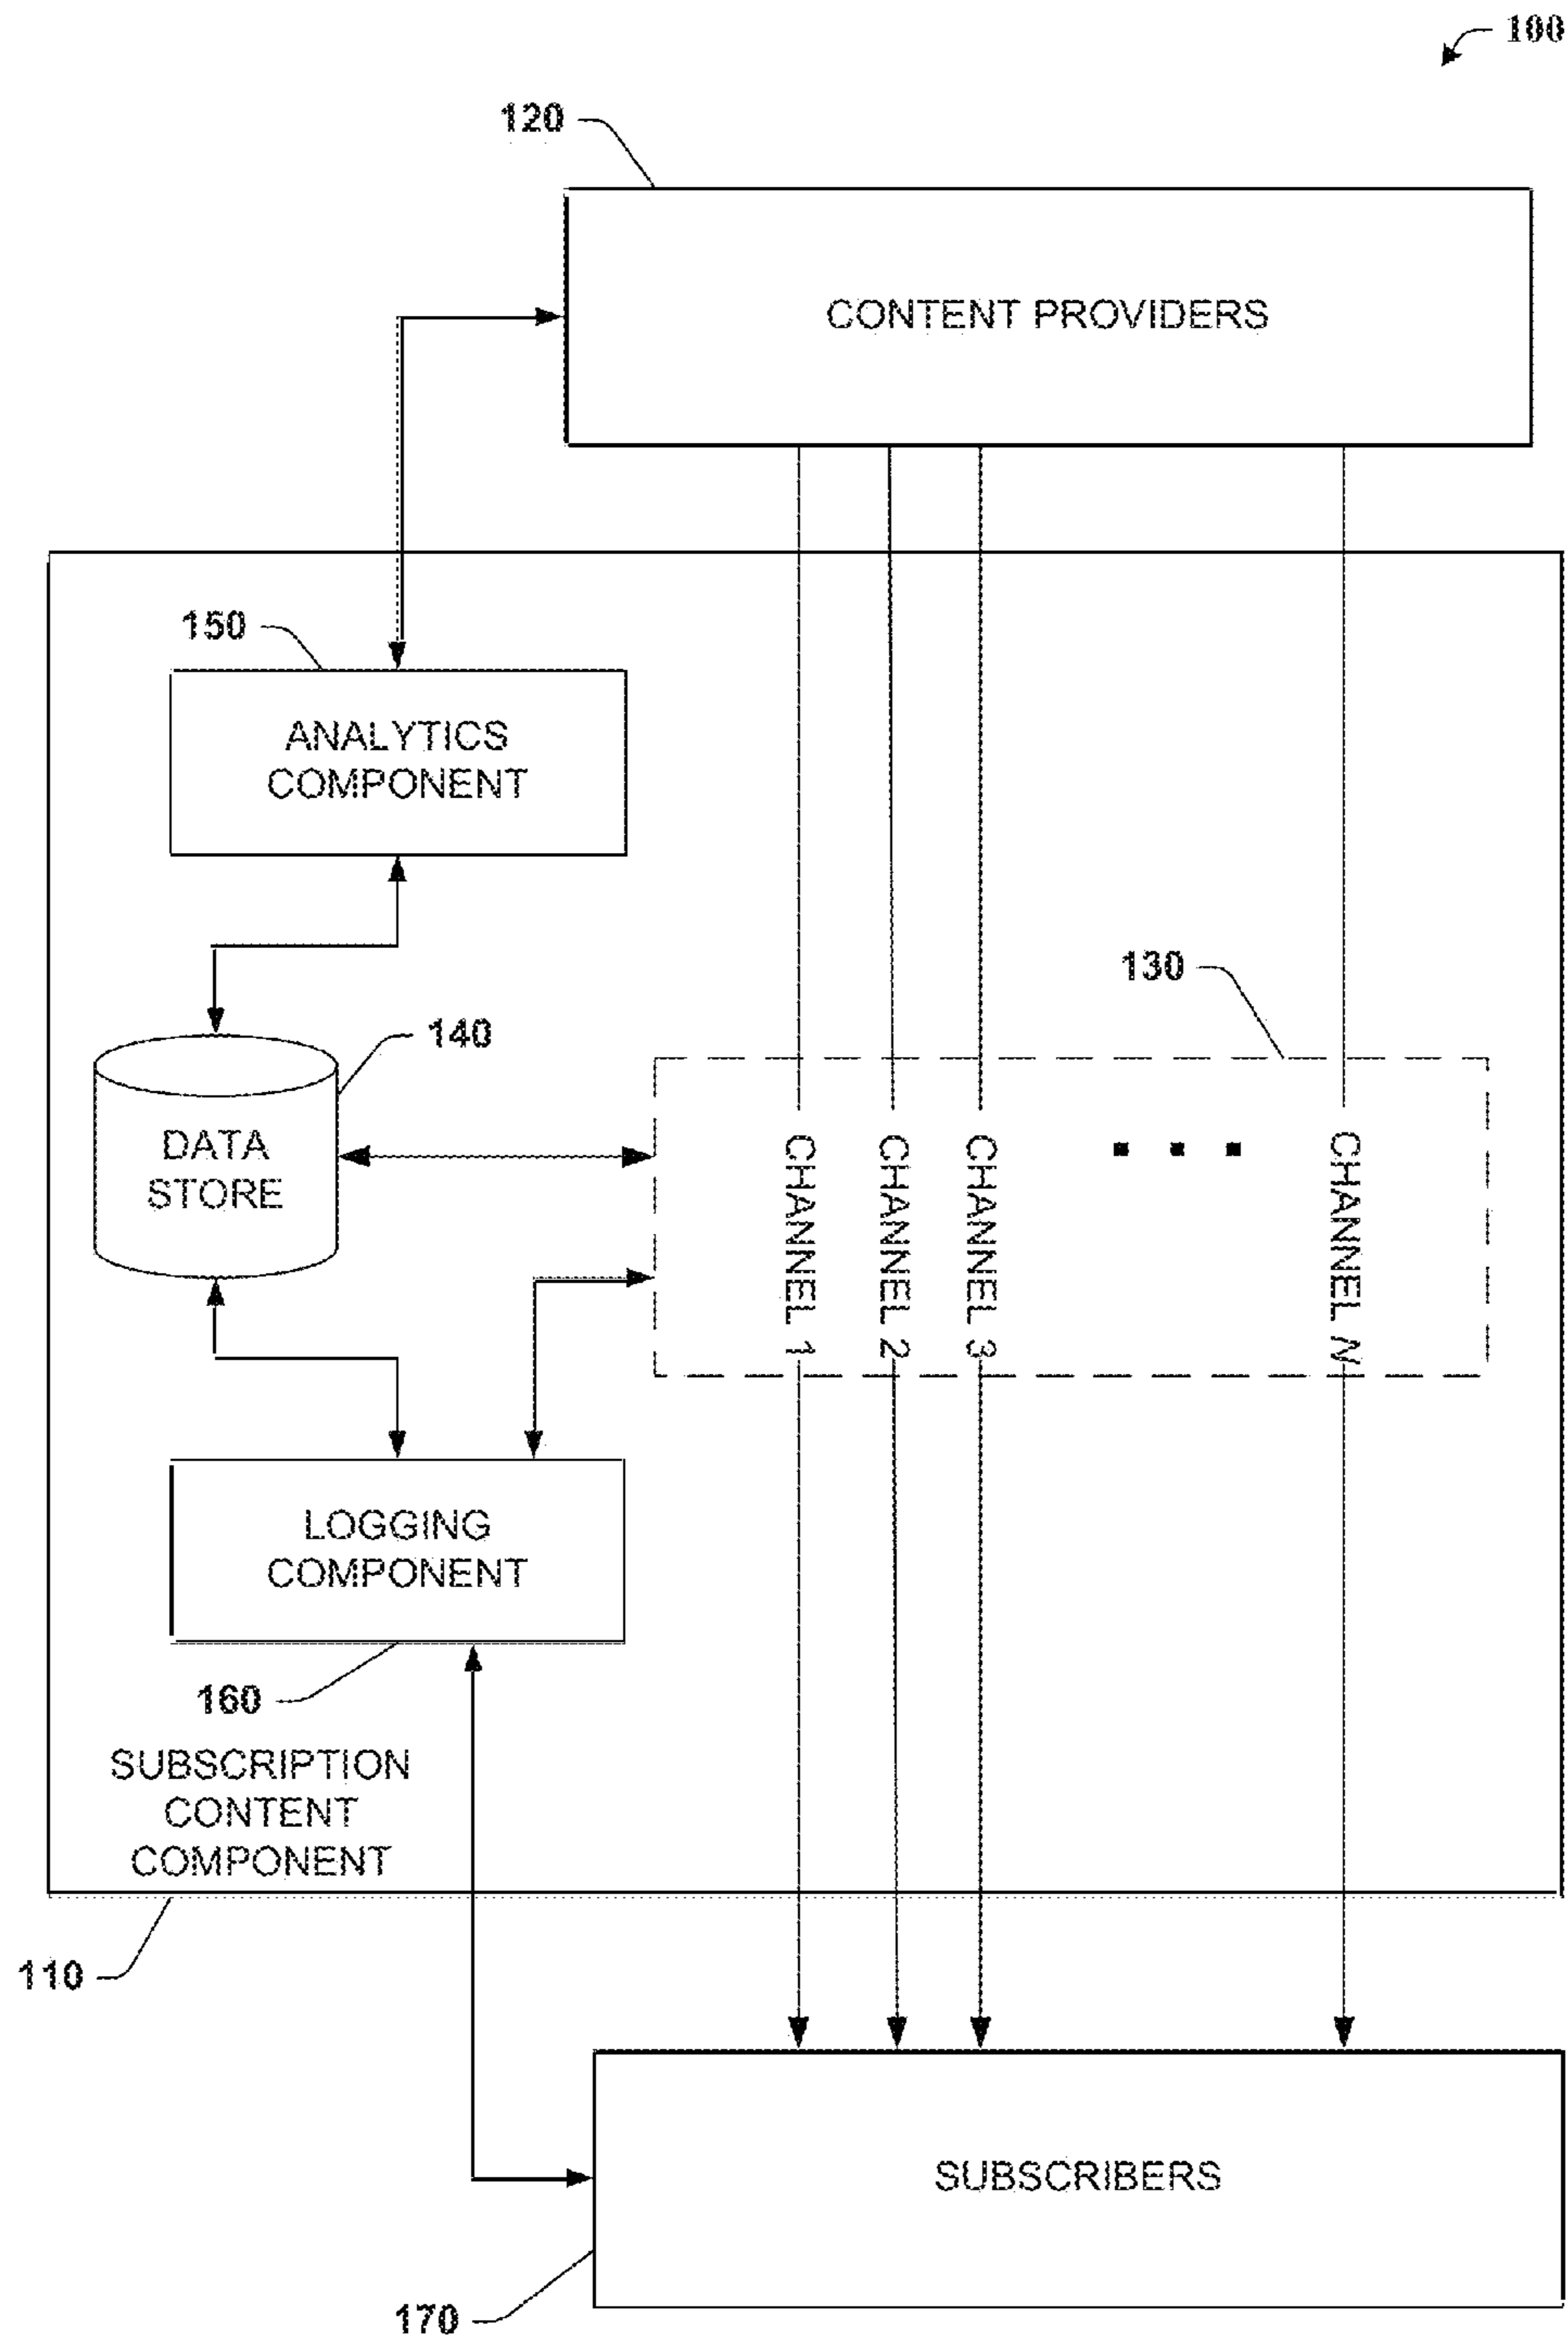 100
120
CONTENT PROVIDERS
150
ANALYTICS
COMPONENT
130
140
DATA
STORE
CHANNEL 1
CHANNEL 2
CHANNEL 3
CHANNEL N
LOGGING
COMPONENT
160
SUBSCRIPTION
CONTENT
COMPONENT
110
SUBSCRIBERS
170